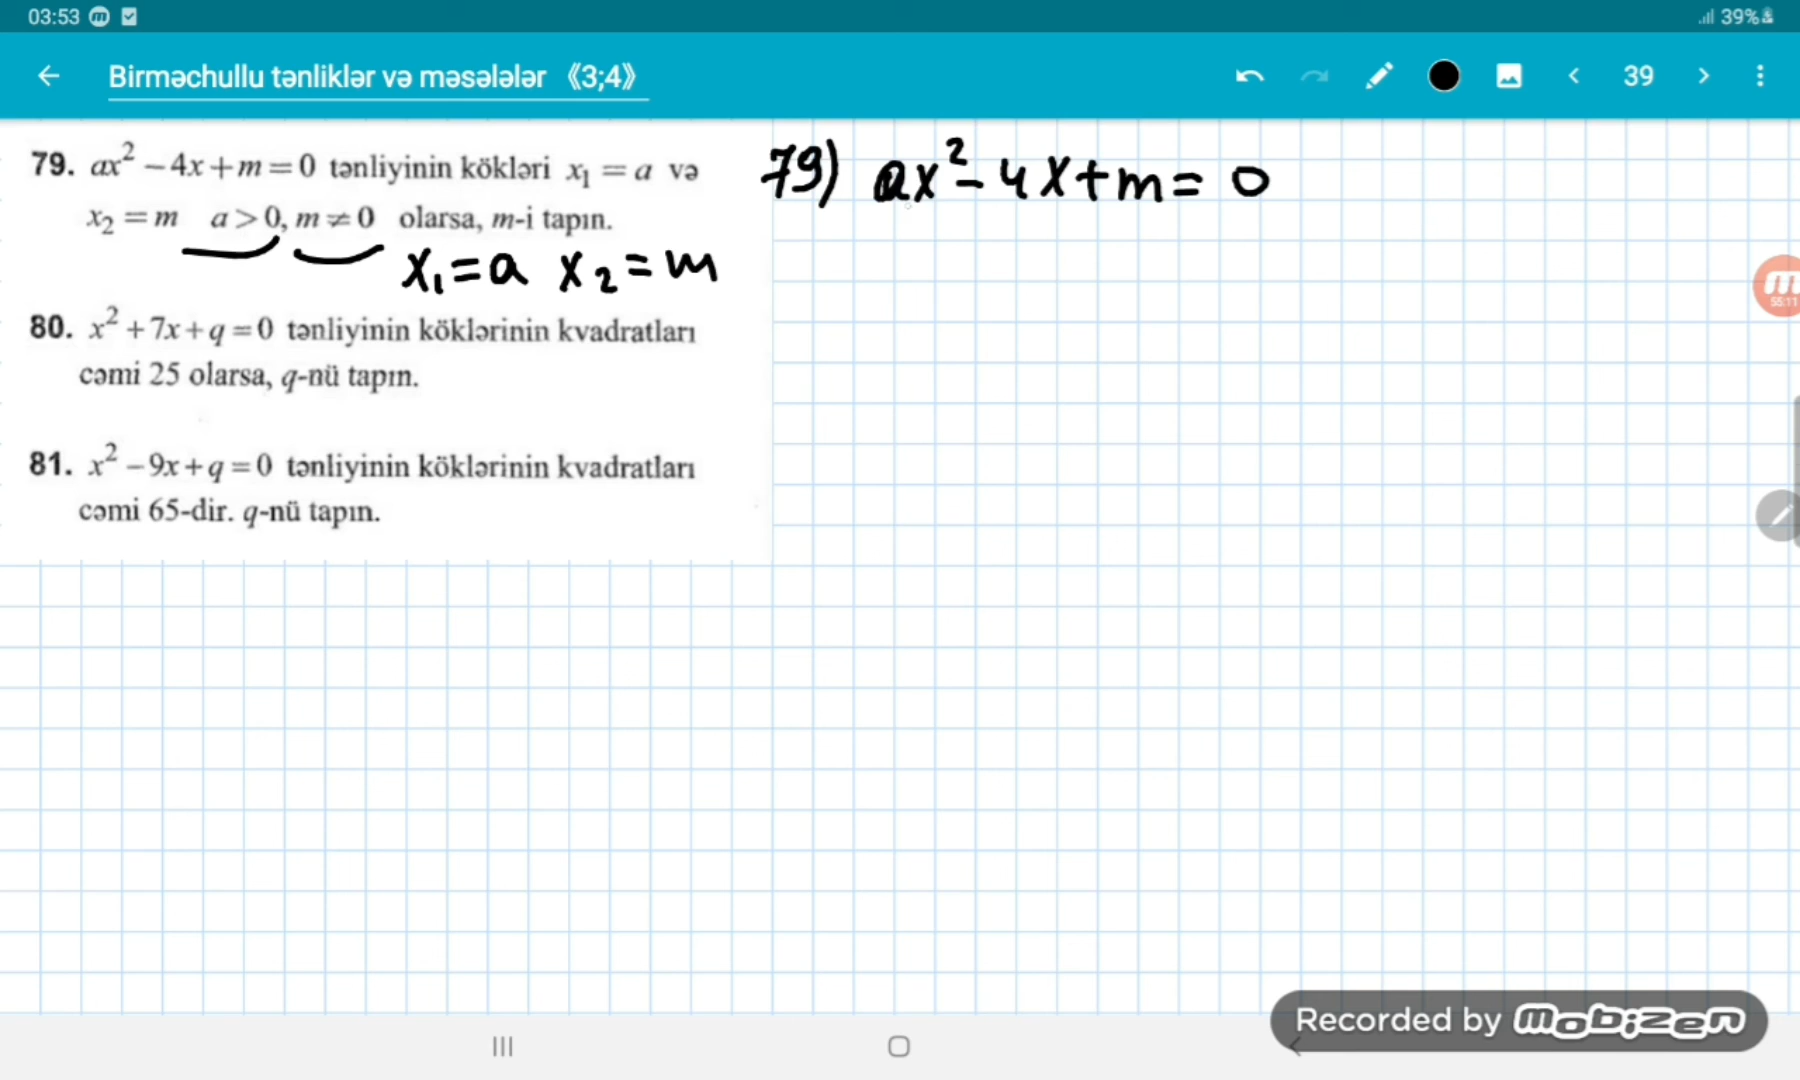 03:53 39%
Birməchullu tənliklər və məsələlər 《3;4》 39
79. ax² – 4x + m = 0 tənliyinin kökləri x₁ = a və
x₂ = m a > 0, m ≠ 0 olarsa, m-i tapın.
x₁ = a x₂ = m
80. x² + 7x + q = 0 tənliyinin köklərinin kvadratları
cəmi 25 olarsa, q-nü tapın.
81. x² – 9x + q = 0 tənliyinin köklərinin kvadratları
cəmi 65-dir. q-nü tapın.
79) ax² - 4x + m = 0
55:11
Recorded by Mobizen